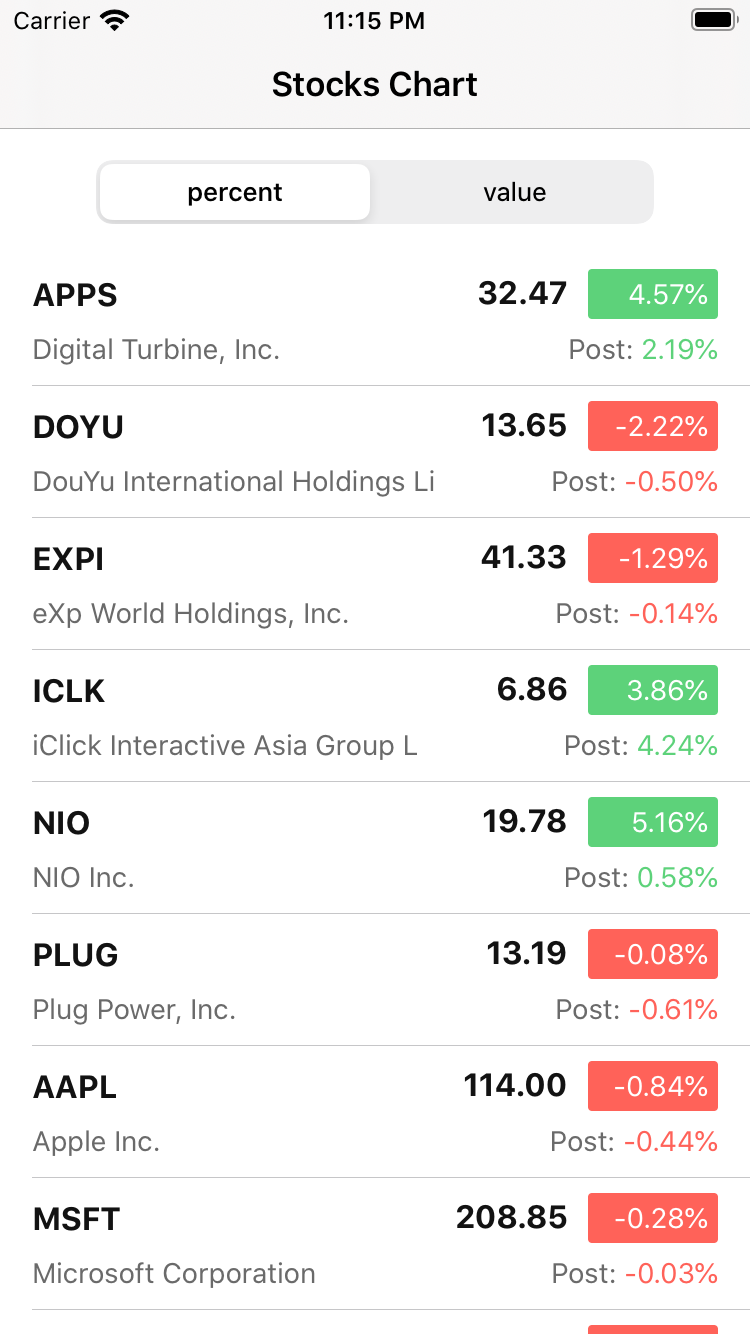 Carrier 11:15 PM
Stocks Chart
percent value
APPS 32.47 4.57%
Digital Turbine, Inc. Post: 2.19%
DOYU 13.65 -2.22%
DouYu International Holdings Li Post: -0.50%
EXPI 41.33 -1.29%
eXp World Holdings, Inc. Post: -0.14%
ICLK 6.86 3.86%
iClick Interactive Asia Group L Post: 4.24%
NIO 19.78 5.16%
NIO Inc. Post: 0.58%
PLUG 13.19 -0.08%
Plug Power, Inc. Post: -0.61%
AAPL 114.00 -0.84%
Apple Inc. Post: -0.44%
MSFT 208.85 -0.28%
Microsoft Corporation Post: -0.03%